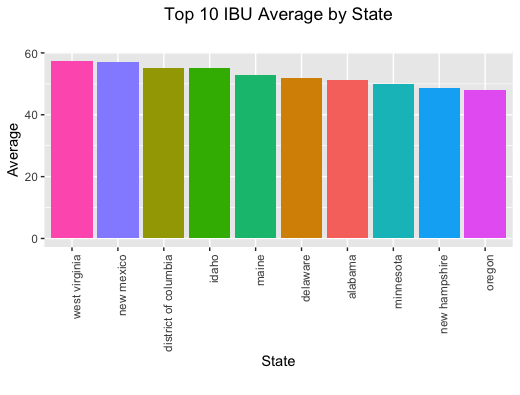 Top 10 IBU Average by State
Average
60
40
20
0
west virginia
new mexico
district of columbia
idaho
maine
delaware
alabama
minnesota
new hampshire
oregon
State